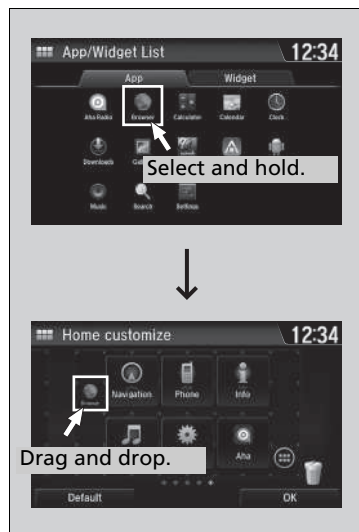 App/Widget List
12:34
App
Widget
Aha Radio
Browser
Calculator
Calendar
Clock
Downloads
Select and hold.
Music
Search
Settings
Home customize
12:34
Navigation
Phone
Info
Browser
Aha
Drag and drop.
Default
OK